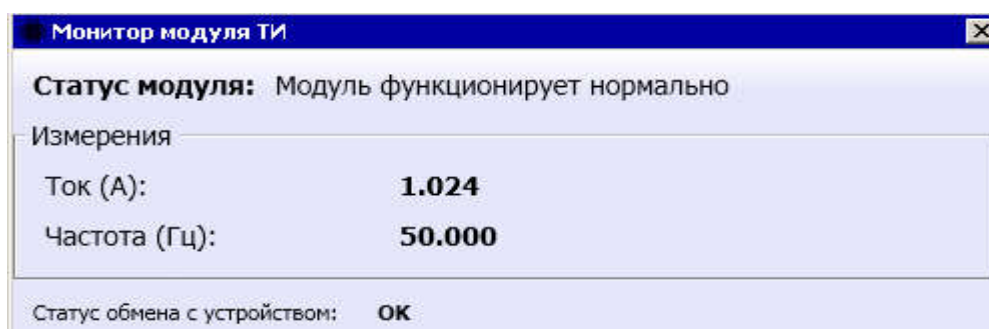 Монитор модуля ТИ
Статус модуля: Модуль функционирует нормально
Измерения
Ток (А): 1.024
Частота (Гц): 50.000
Статус обмена с устройством: OK